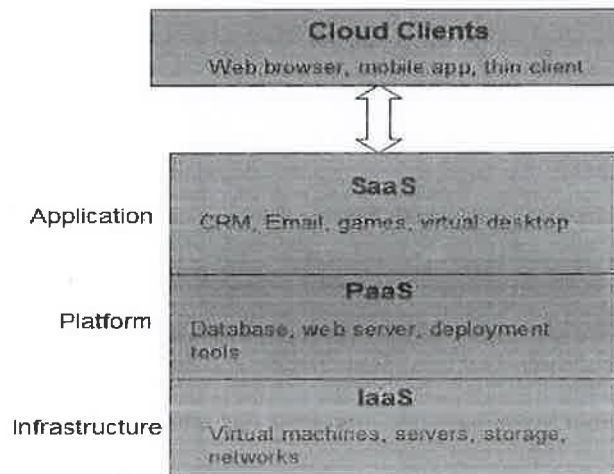 Cloud Clients
Web browser, mobile app, thin client
SaaS
Application
CRM, Email, games, virtual desktop
PaaS
Platform
Database, web server, deployment
tools
IaaS
Infrastructure
Virtual machines, servers, storage,
networks